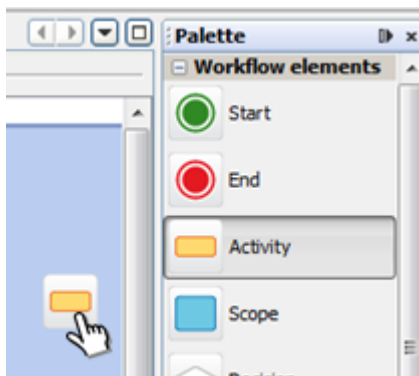 Palette
Workflow elements
Start
End
Activity
Scope